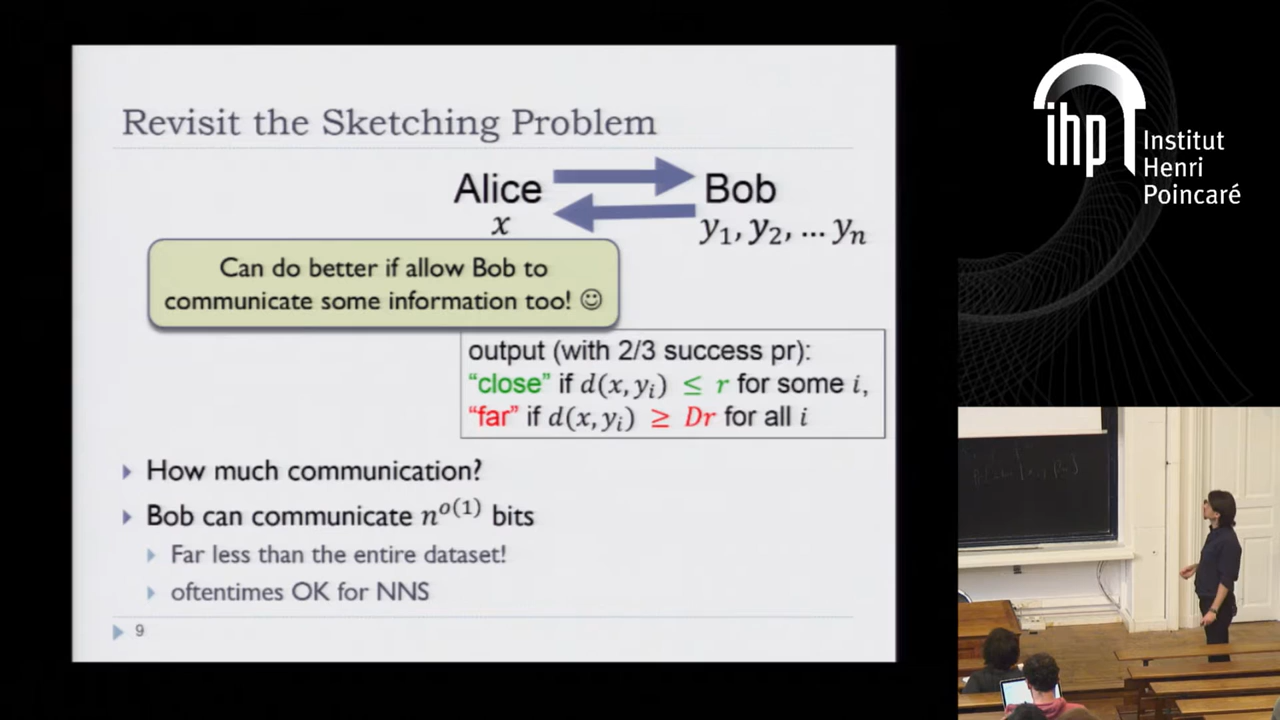 Revisit the Sketching Problem
Alice Bob
x y₁, y₂, … yₙ
Can do better if allow Bob to
communicate some information too! ☺
output (with 2/3 success pr):
“close” if d(x, yᵢ) ≤ r for some i,
“far” if d(x, yᵢ) ≥ Dr for all i
How much communication?
Bob can communicate n^{o(1)} bits
Far less than the entire dataset!
oftentimes OK for NNS
9
ihp
Institut
Henri
Poincaré